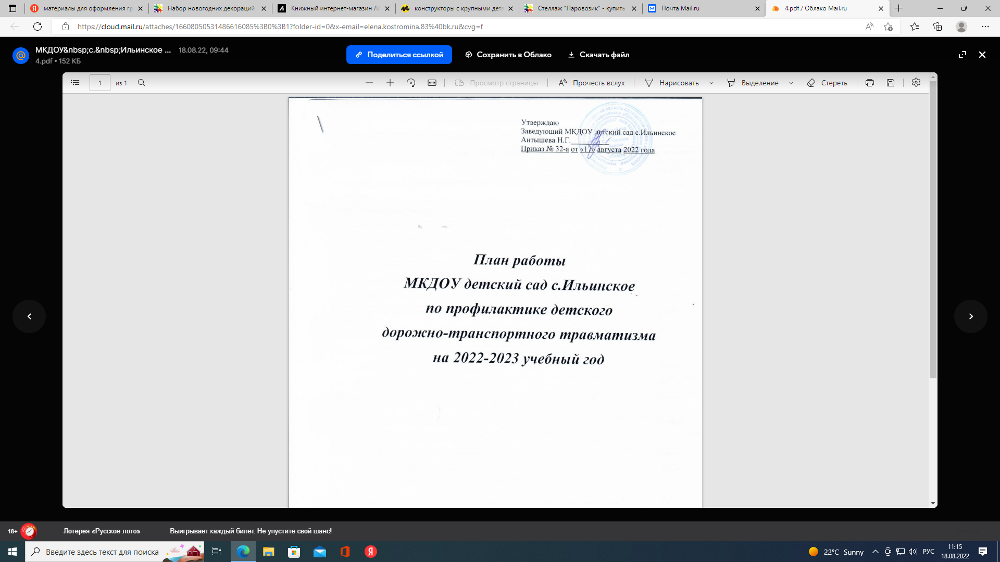 материалы для оформления гр
Набор новогодних декораций
Книжный интернет-магазин ЛА
конструкторы с крупными дета
Стеллаж "Паровозик" - купить
Почта Mail.ru
4.pdf / Облако Mail.ru
https://cloud.mail.ru/attaches/16608050531486616085%3B0%3B1?folder-id=0&x-email=elena.kostromina.83%40bk.ru&cvg=f
МКДОУ&nbsp;с.&nbsp;Ильинское ... 18.08.22, 09:44
4.pdf • 152 КБ
Поделиться ссылкой
Сохранить в Облако
Скачать файл
1 из 1
Просмотр страницы
Прочесть вслух
Нарисовать
Выделение
Стереть
Утверждаю
Заведующий МКДОУ детский сад с.Ильинское
Антышева Н.Г.__________
Приказ № 32-а от «17» августа 2022 года
План работы
МКДОУ детский сад с.Ильинское
по профилактике детского
дорожно-транспортного травматизма
на 2022-2023 учебный год
18+ Лотерея «Русское лото» Выигрывает каждый билет. Не упустите свой шанс!
Введите здесь текст для поиска
22°C Sunny
РУС
11:15
18.08.2022